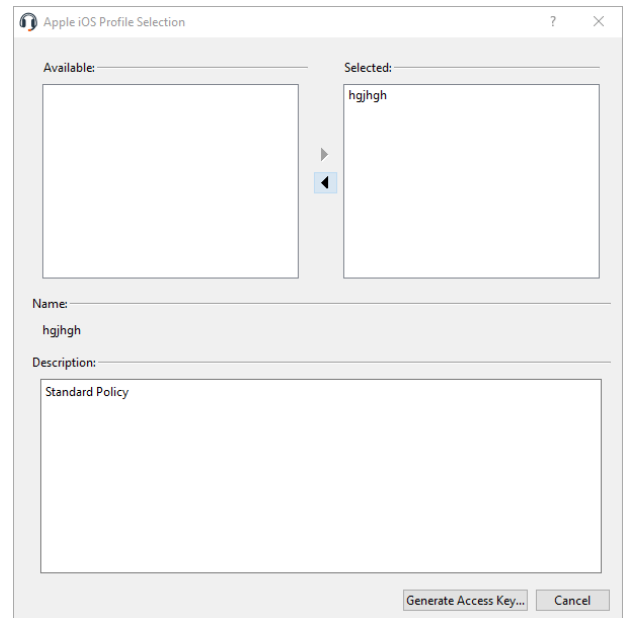 Apple iOS Profile Selection
?
Available:
Selected:
hgjhgh
Name:
hgjhgh
Description:
Standard Policy
Generate Access Key...
Cancel